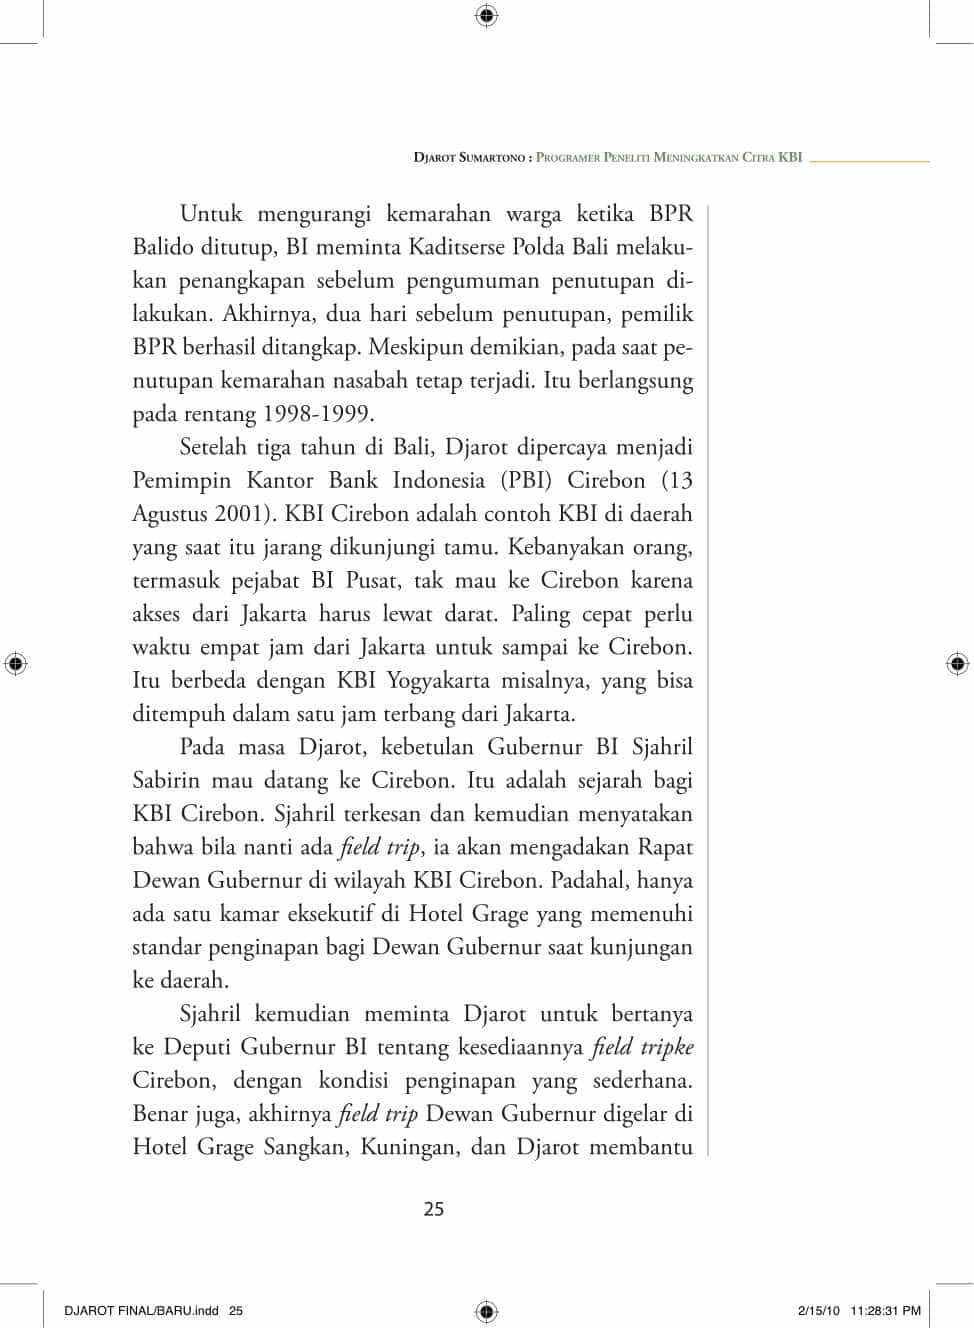 Djarot Sumartono : Programer Peneliti Meningkatkan Citra KBI
Untuk mengurangi kemarahan warga ketika BPR
Balido ditutup, BI meminta Kaditserse Polda Bali melaku-
kan penangkapan sebelum pengumuman penutupan di-
lakukan. Akhirnya, dua hari sebelum penutupan, pemilik
BPR berhasil ditangkap. Meskipun demikian, pada saat pe-
nutupan kemarahan nasabah tetap terjadi. Itu berlangsung
pada rentang 1998-1999.
Setelah tiga tahun di Bali, Djarot dipercaya menjadi
Pemimpin Kantor Bank Indonesia (PBI) Cirebon (13
Agustus 2001). KBI Cirebon adalah contoh KBI di daerah
yang saat itu jarang dikunjungi tamu. Kebanyakan orang,
termasuk pejabat BI Pusat, tak mau ke Cirebon karena
akses dari Jakarta harus lewat darat. Paling cepat perlu
waktu empat jam dari Jakarta untuk sampai ke Cirebon.
Itu berbeda dengan KBI Yogyakarta misalnya, yang bisa
ditempuh dalam satu jam terbang dari Jakarta.
Pada masa Djarot, kebetulan Gubernur BI Sjahril
Sabirin mau datang ke Cirebon. Itu adalah sejarah bagi
KBI Cirebon. Sjahril terkesan dan kemudian menyatakan
bahwa bila nanti ada field trip, ia akan mengadakan Rapat
Dewan Gubernur di wilayah KBI Cirebon. Padahal, hanya
ada satu kamar eksekutif di Hotel Grage yang memenuhi
standar penginapan bagi Dewan Gubernur saat kunjungan
ke daerah.
Sjahril kemudian meminta Djarot untuk bertanya
ke Deputi Gubernur BI tentang kesediaannya field tripke
Cirebon, dengan kondisi penginapan yang sederhana.
Benar juga, akhirnya field trip Dewan Gubernur digelar di
Hotel Grage Sangkan, Kuningan, dan Djarot membantu
25
DJAROT FINAL/BARU.indd 25
2/15/10 11:28:31 PM